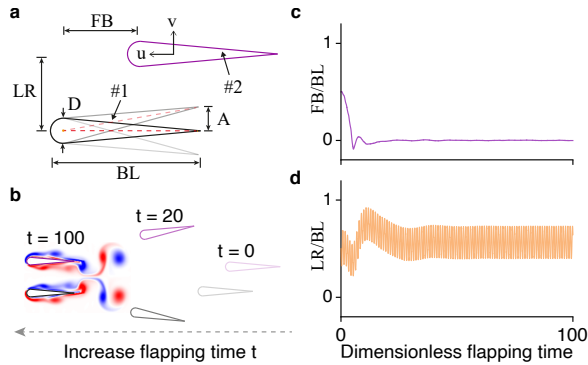 a
FB
v
u
#2
LR
D
#1
A
BL
b
t = 100
t = 20
t = 0
Increase flapping time t
c
1
FB/BL
0
d
1
LR/BL
0
0
100
Dimensionless flapping time